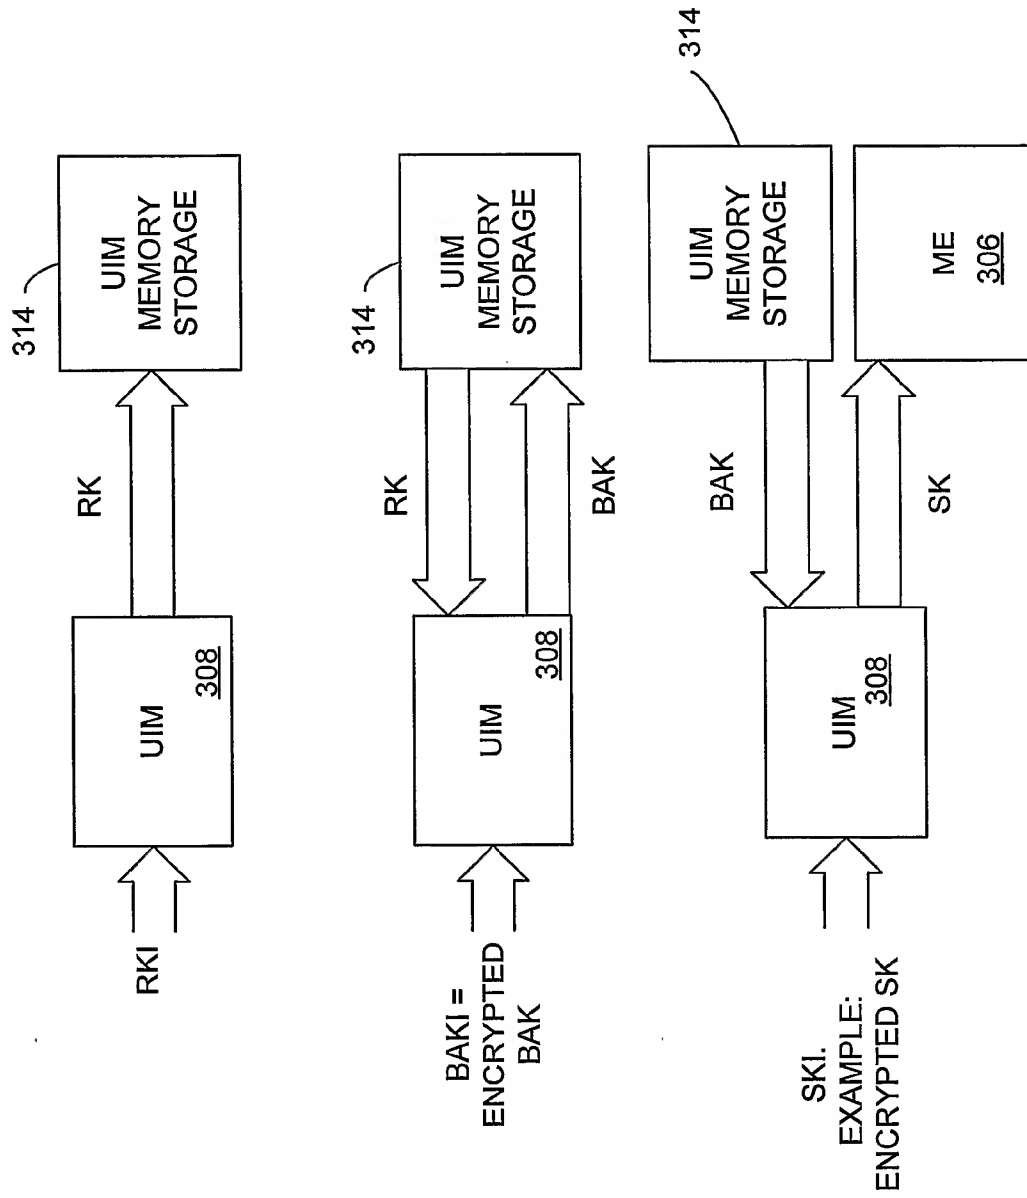 RKI
UIM
308
RK
314
UIM
MEMORY
STORAGE
BAKI =
ENCRYPTED
BAK
UIM
308
RK
BAK
314
UIM
MEMORY
STORAGE
SKI.
EXAMPLE:
ENCRYPTED SK
UIM
308
BAK
SK
314
UIM
MEMORY
STORAGE
ME
306